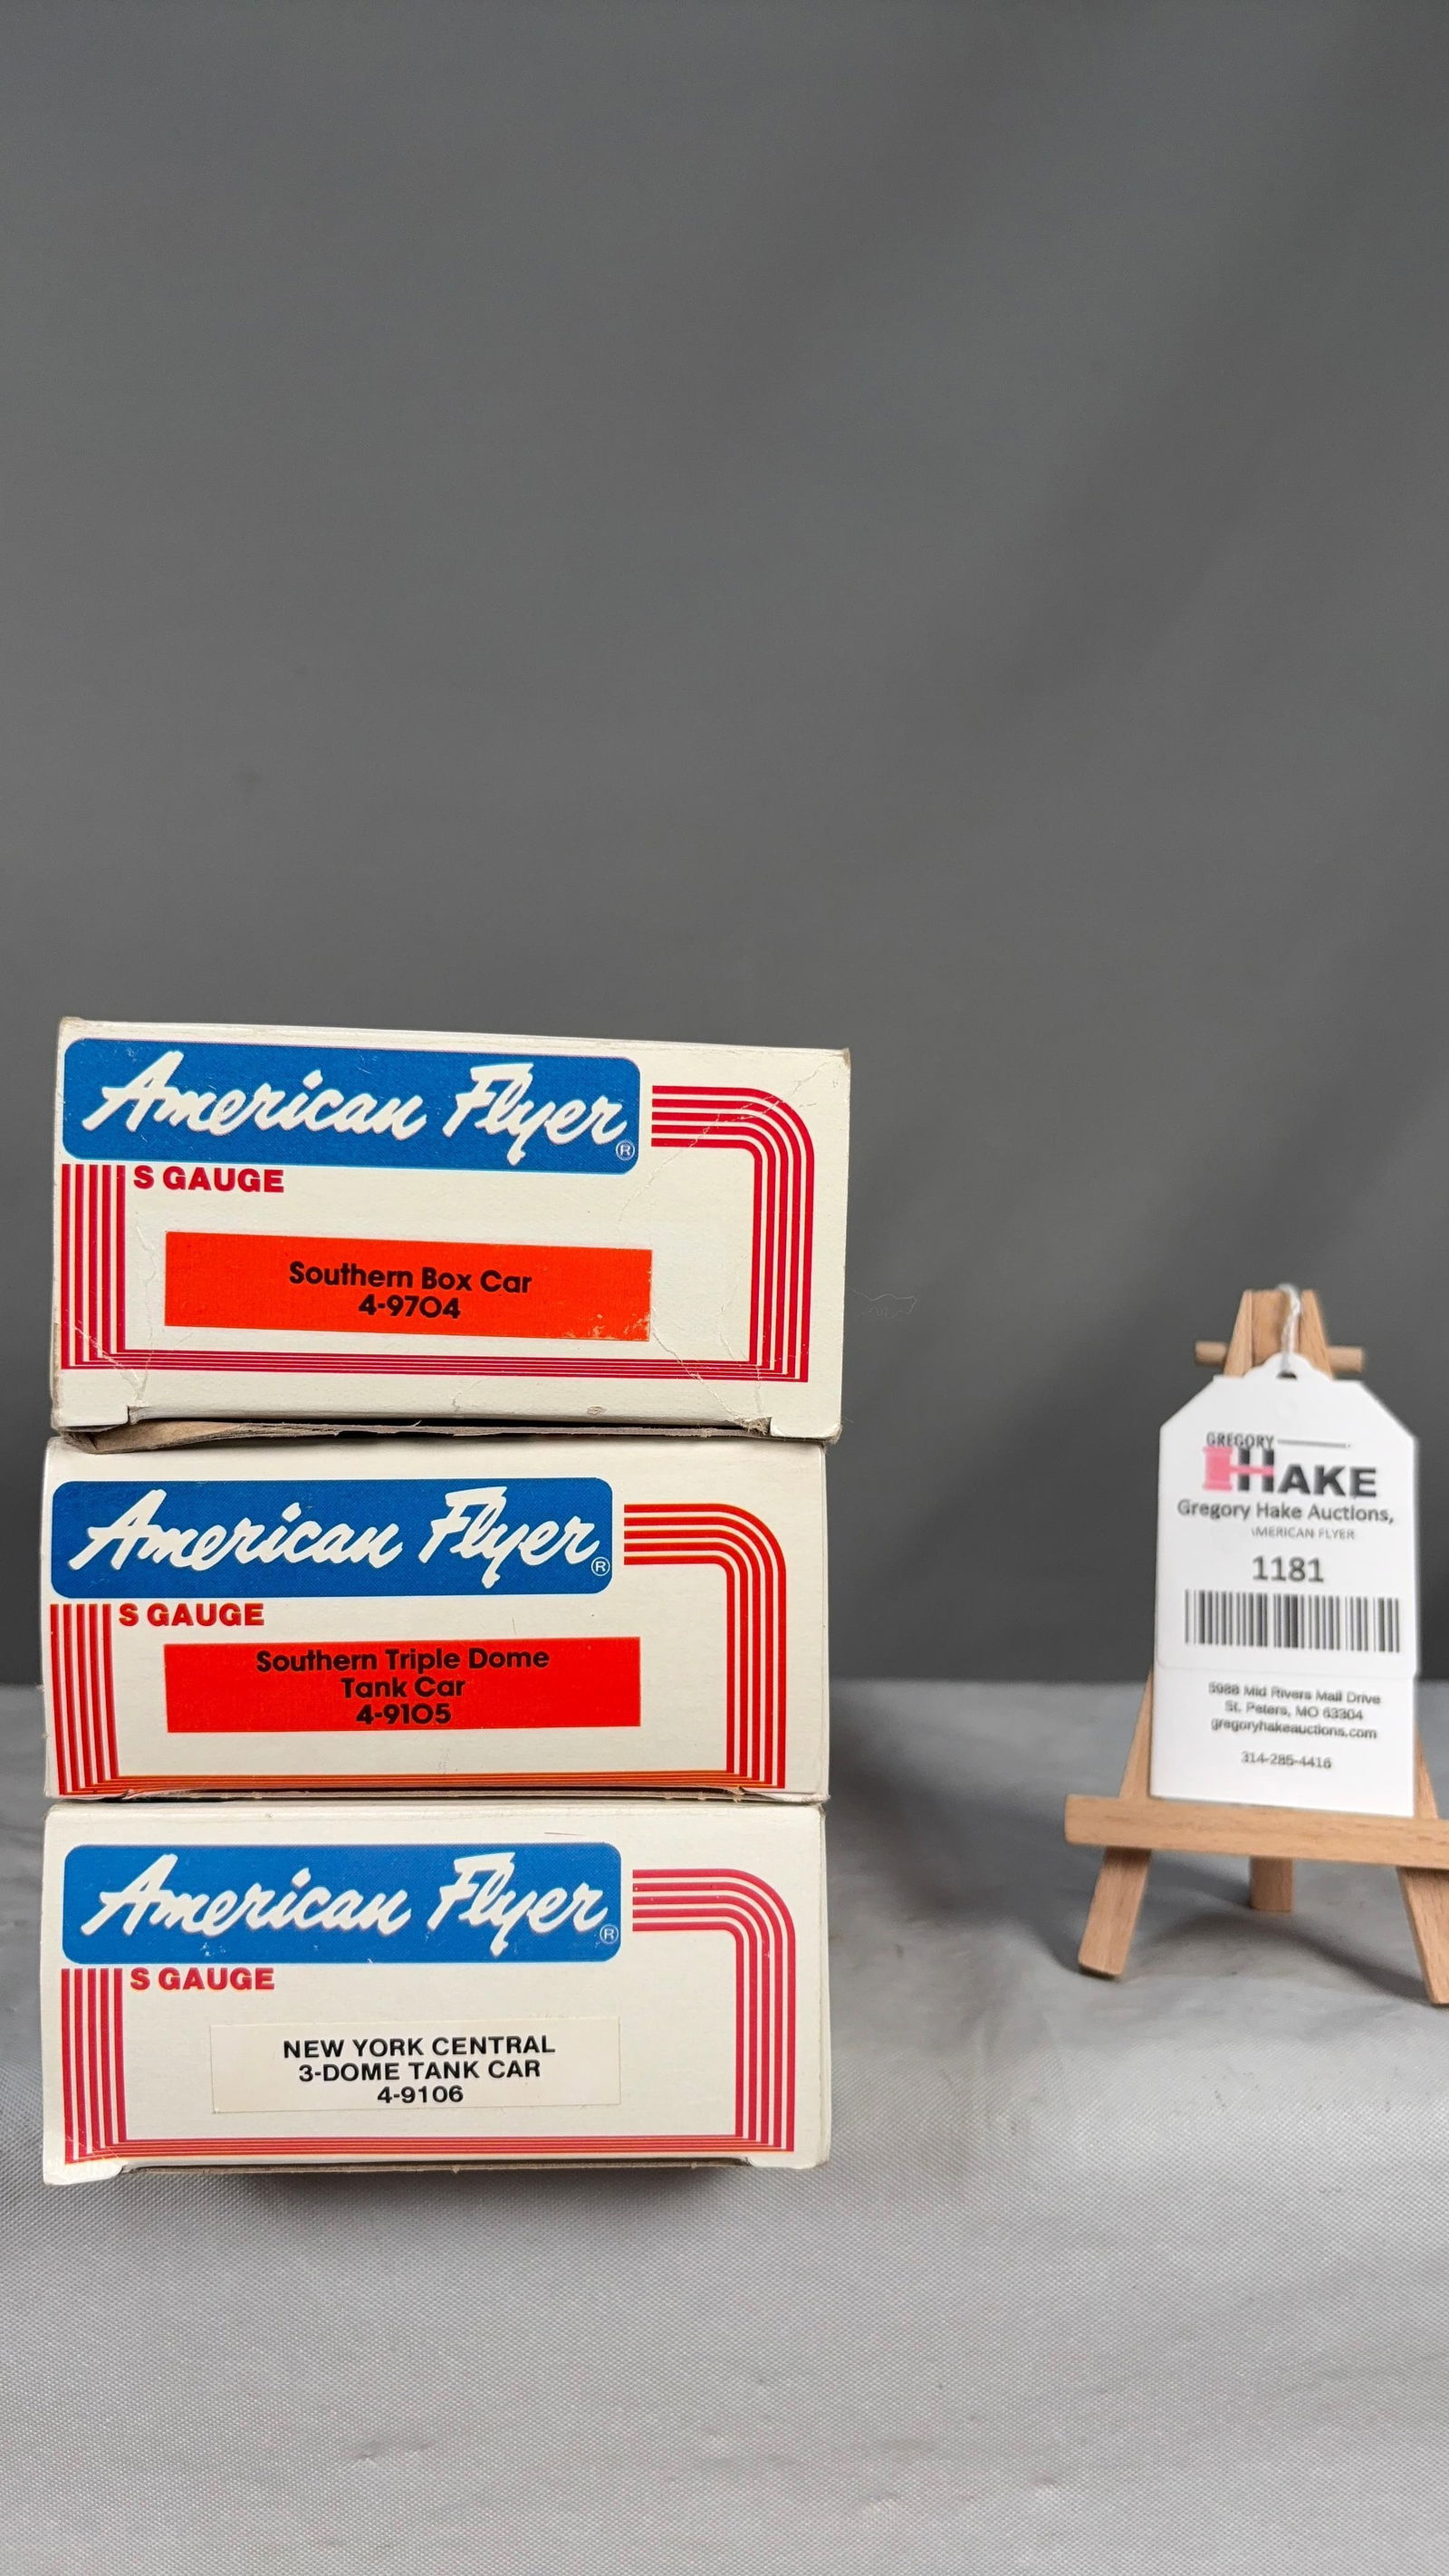 American Flyer®
S GAUGE
Southern Box Car
4-9704
American Flyer®
S GAUGE
Southern Triple Dome
Tank Car
4-9105
American Flyer®
S GAUGE
NEW YORK CENTRAL
3-DOME TANK CAR
4-9106
GREGORY
HAKE
Gregory Hake Auctions,
MERICAN FLYER
1181
5988 Mid Rivers Mall Drive
St. Peters, MO 63304
gregoryhakeauctions.com
314-285-4416